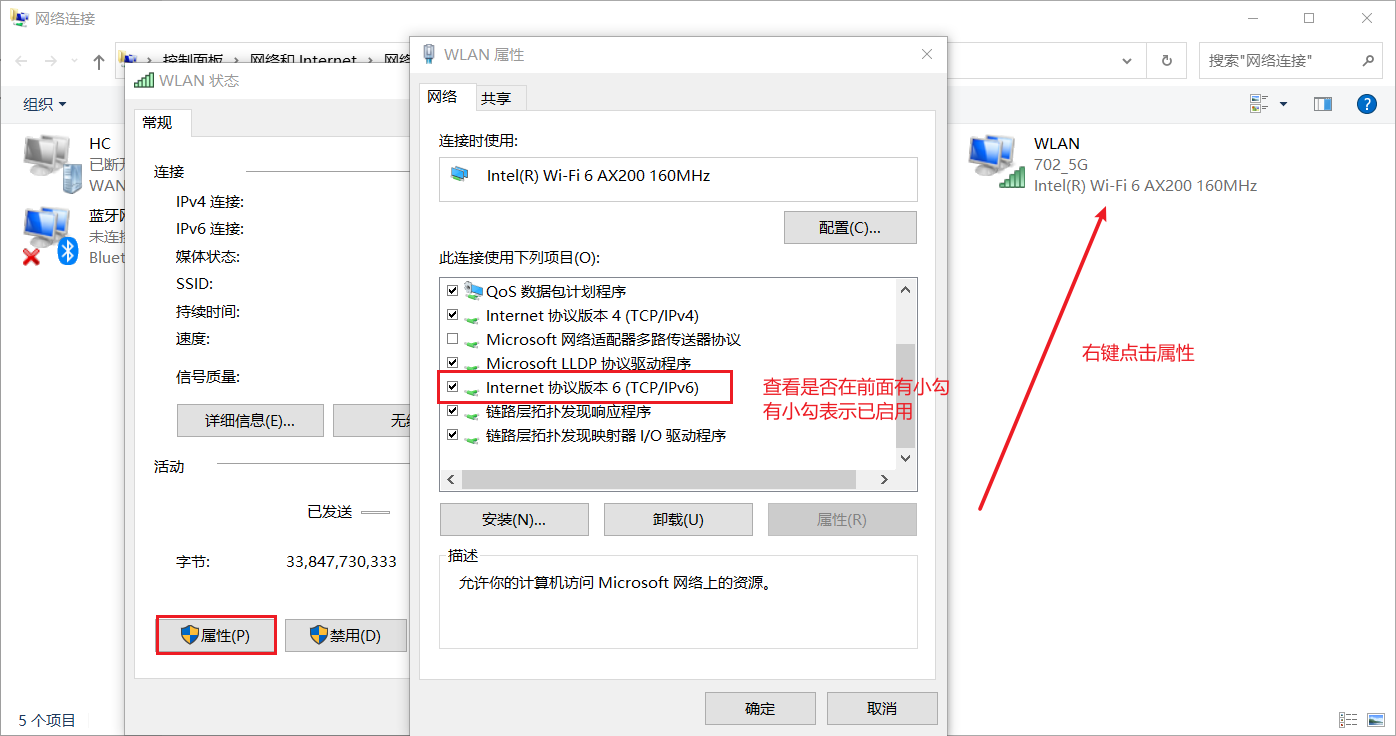 网络连接
控制面板 › 网络和 Internet ›
搜索"网络连接"
组织
HC
已断开
WAN
蓝牙网
未连接
Bluet
WLAN 状态
常规
连接
IPv4 连接:
IPv6 连接:
媒体状态:
SSID:
持续时间:
速度:
信号质量:
详细信息(E)...
活动
已发送
字节:
33,847,730,333
属性(P)
禁用(D)
WLAN 属性
网络
共享
连接时使用:
Intel(R) Wi-Fi 6 AX200 160MHz
配置(C)...
此连接使用下列项目(O):
QoS 数据包计划程序
Internet 协议版本 4 (TCP/IPv4)
Microsoft 网络适配器多路传送器协议
Microsoft LLDP 协议驱动程序
Internet 协议版本 6 (TCP/IPv6)
链路层拓扑发现响应程序
链路层拓扑发现映射器 I/O 驱动程序
查看是否在前面有小勾
有小勾表示已启用
安装(N)...
卸载(U)
属性(R)
描述
允许你的计算机访问 Microsoft 网络上的资源。
确定
取消
WLAN
702_5G
Intel(R) Wi-Fi 6 AX200 160MHz
右键点击属性
5 个项目